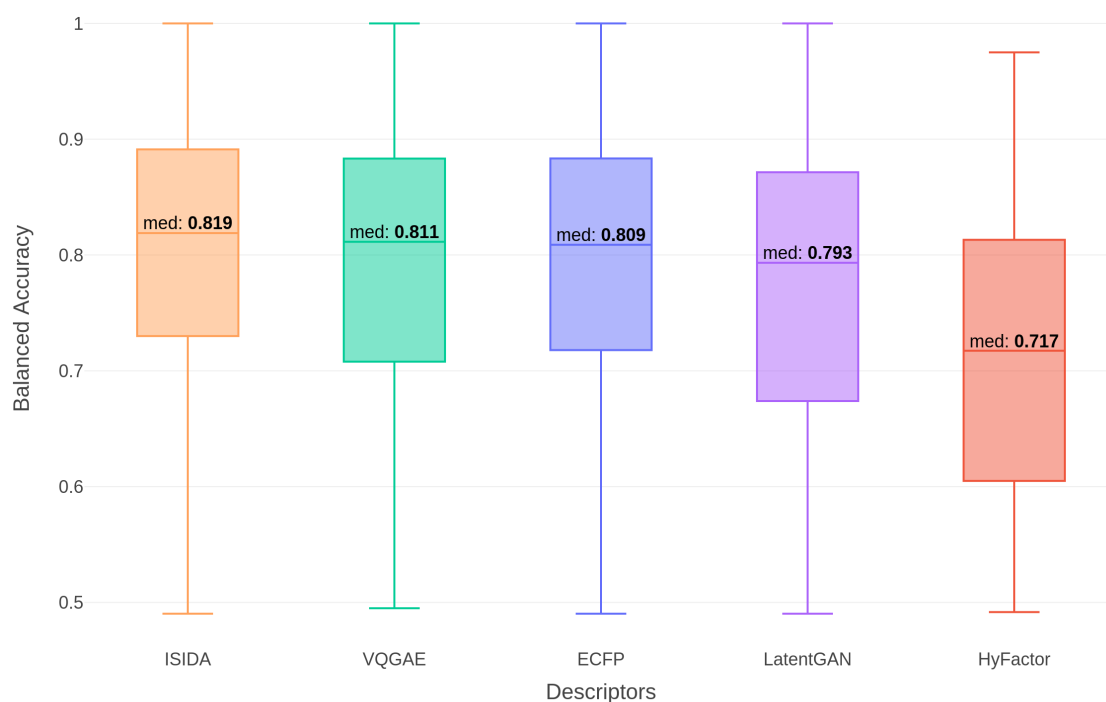 1
0.9
0.8
0.7
0.6
0.5
Balanced Accuracy
med: 0.819
med: 0.811
med: 0.809
med: 0.793
med: 0.717
ISIDA
VQGAE
ECFP
LatentGAN
HyFactor
Descriptors